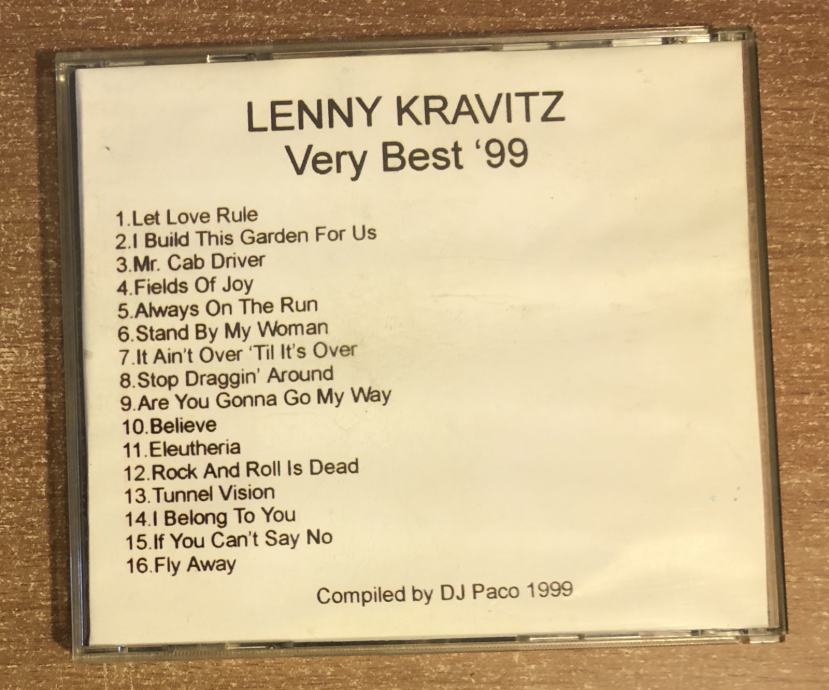 LENNY KRAVITZ
Very Best ‘99
1.Let Love Rule
2.I Build This Garden For Us
3.Mr. Cab Driver
4.Fields Of Joy
5.Always On The Run
6.Stand By My Woman
7.It Ain't Over ‘Til It's Over
8.Stop Draggin' Around
9.Are You Gonna Go My Way
10.Believe
11.Eleutheria
12.Rock And Roll Is Dead
13.Tunnel Vision
14.I Belong To You
15.If You Can't Say No
16.Fly Away
Compiled by DJ Paco 1999